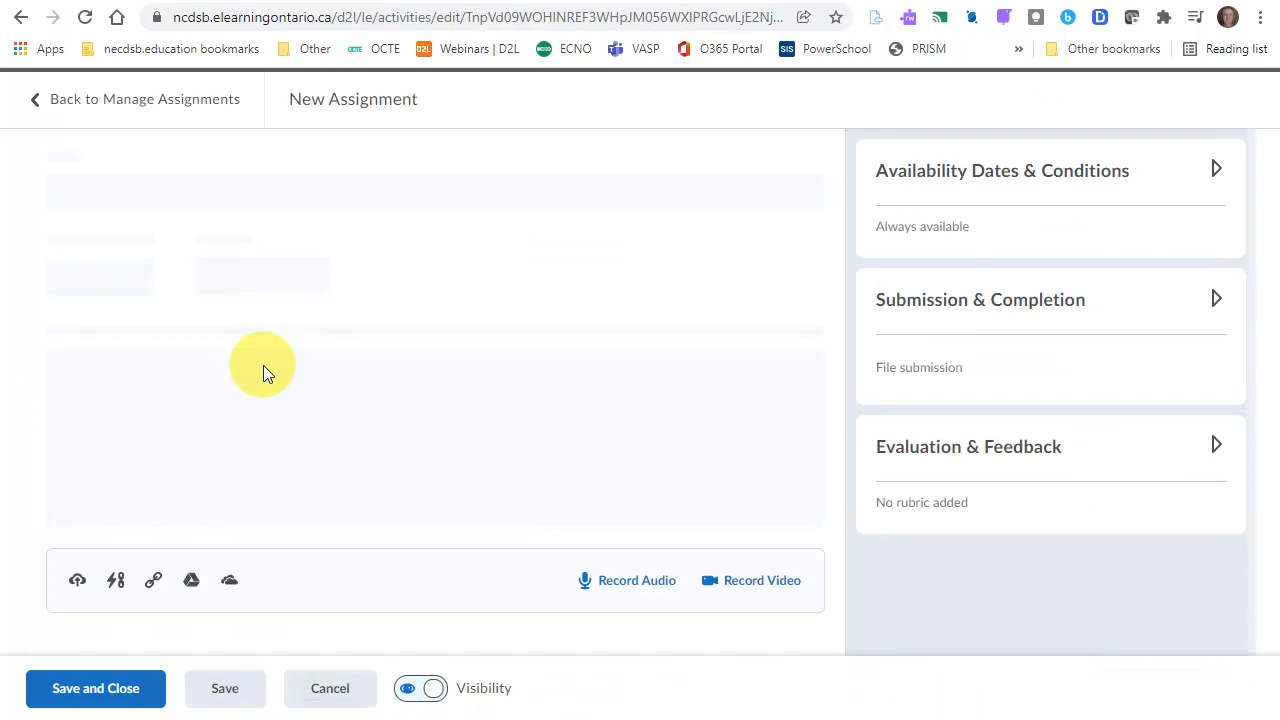 ncdsb.elearningontario.ca/d2l/le/activities/edit/TnpVd09WOHINREF3WHpJM056WXlPRGcwLjE2Nj...
Apps necdsb.education bookmarks Other OCTE Webinars | D2L ECNO VASP O365 Portal SIS PowerSchool PRISM » Other bookmarks Reading list
Back to Manage Assignments New Assignment
Availability Dates & Conditions
Always available
Submission & Completion
File submission
Evaluation & Feedback
No rubric added
Record Audio Record Video
Save and Close Save Cancel Visibility